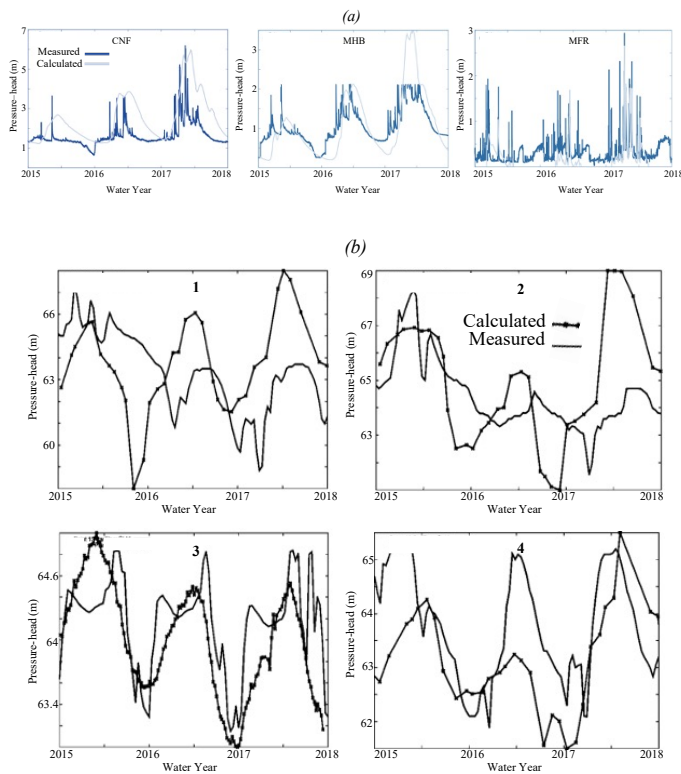 (a)
CNF
MHB
MFR
Measured
Calculated
Pressure-head (m)
7
5
3
1
2015
2016
2017
2018
Water Year
Pressure-head (m)
3
2
1
2015
2016
2017
2018
Water Year
Pressure-head (m)
3
2
1
2015
2016
2017
2018
Water Year
(b)
1
Pressure-head (m)
66
63
60
2015
2016
2017
2018
Water Year
2
Calculated
Measured
Pressure-head (m)
69
67
65
63
2015
2016
2017
2018
Water Year
3
Pressure-head (m)
64.6
64
63.4
2015
2016
2017
2018
Water Year
4
Pressure-head (m)
65
64
63
62
2015
2016
2017
2018
Water Year